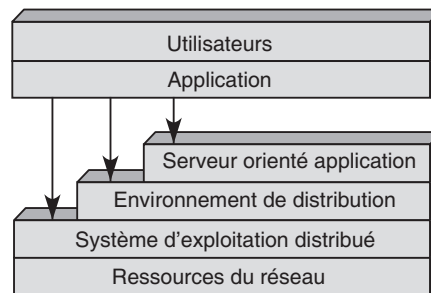 Utilisateurs
Application
Serveur orienté application
Environnement de distribution
Système d'exploitation distribué
Ressources du réseau